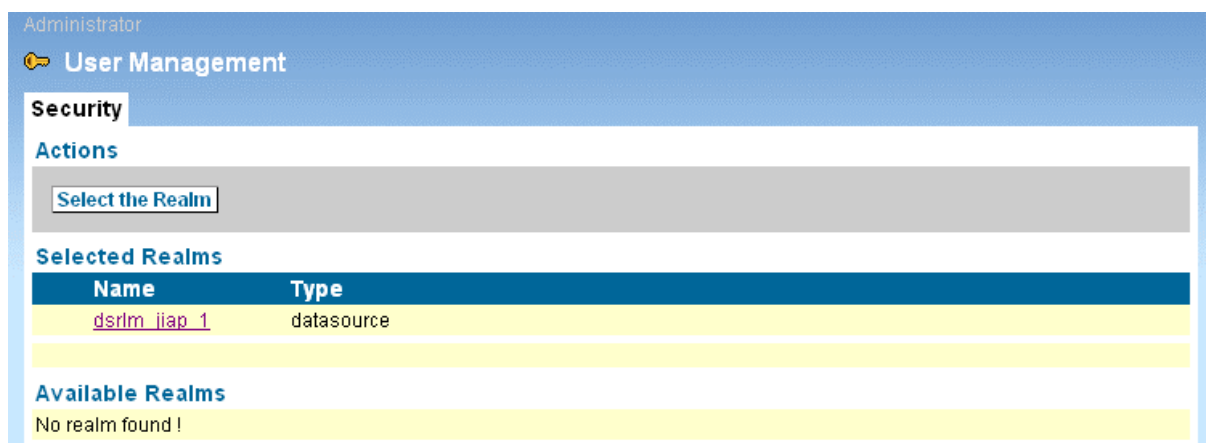 Administrator
User Management
Security
Actions
Select the Realm
Selected Realms
Name Type
dsrlm_jiap_1 datasource
Available Realms
No realm found !